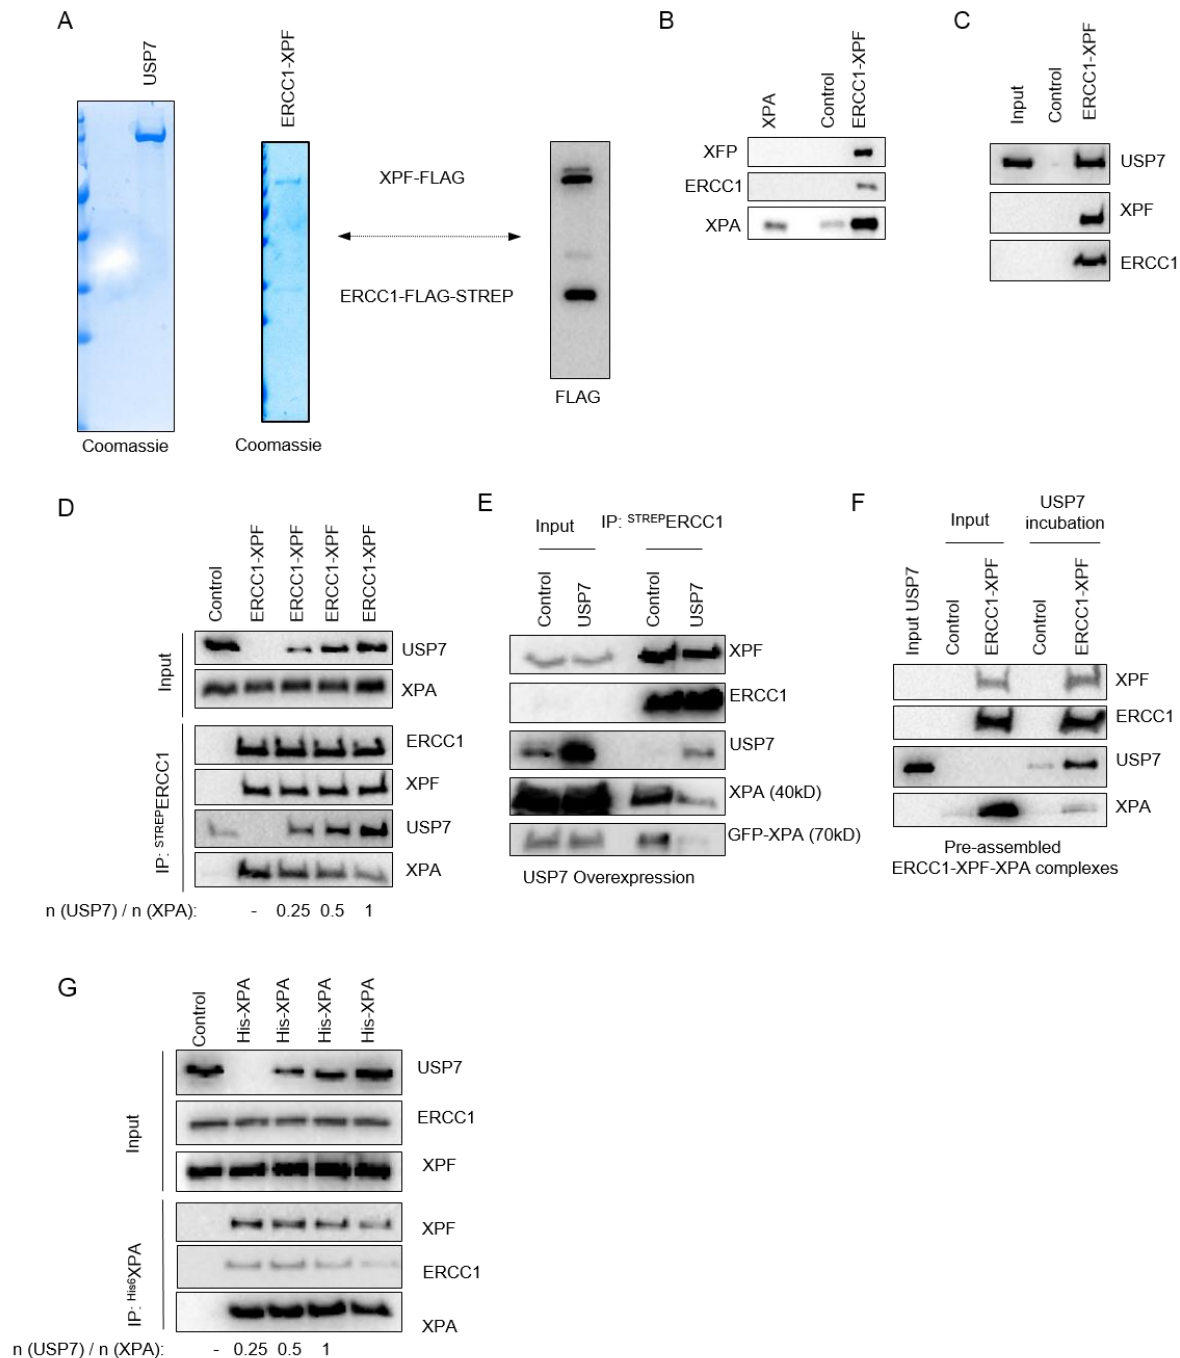 A
USP7
ERCC1-XPF
XPF-FLAG
ERCC1-FLAG-STREP
Coomassie
Coomassie
FLAG
B
XPA
Control
ERCC1-XPF
XFP
ERCC1
XPA
C
Input
Control
ERCC1-XPF
USP7
XPF
ERCC1
D
Control
ERCC1-XPF
ERCC1-XPF
ERCC1-XPF
ERCC1-XPF
Input
USP7
XPA
IP: STREPERCC1
ERCC1
XPF
USP7
XPA
n (USP7) / n (XPA): - 0.25 0.5 1
E
Input
IP: STREPERCC1
Control
USP7
Control
USP7
XPF
ERCC1
USP7
XPA (40kD)
GFP-XPA (70kD)
USP7 Overexpression
F
Input
USP7
incubation
Input USP7
Control
ERCC1-XPF
Control
ERCC1-XPF
XPF
ERCC1
USP7
XPA
Pre-assembled
ERCC1-XPF-XPA complexes
G
Control
His-XPA
His-XPA
His-XPA
His-XPA
Input
USP7
ERCC1
XPF
IP: His6XPA
XPF
ERCC1
XPA
n (USP7) / n (XPA): - 0.25 0.5 1